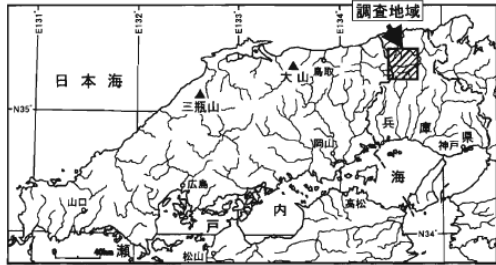 調査地域
E131°
E132°
E133°
E134°
日本海
大山
鳥取
三瓶山
N35°
兵庫県
岡山
神戸
広島
高松
山口
瀬戸内海
N34°
松山